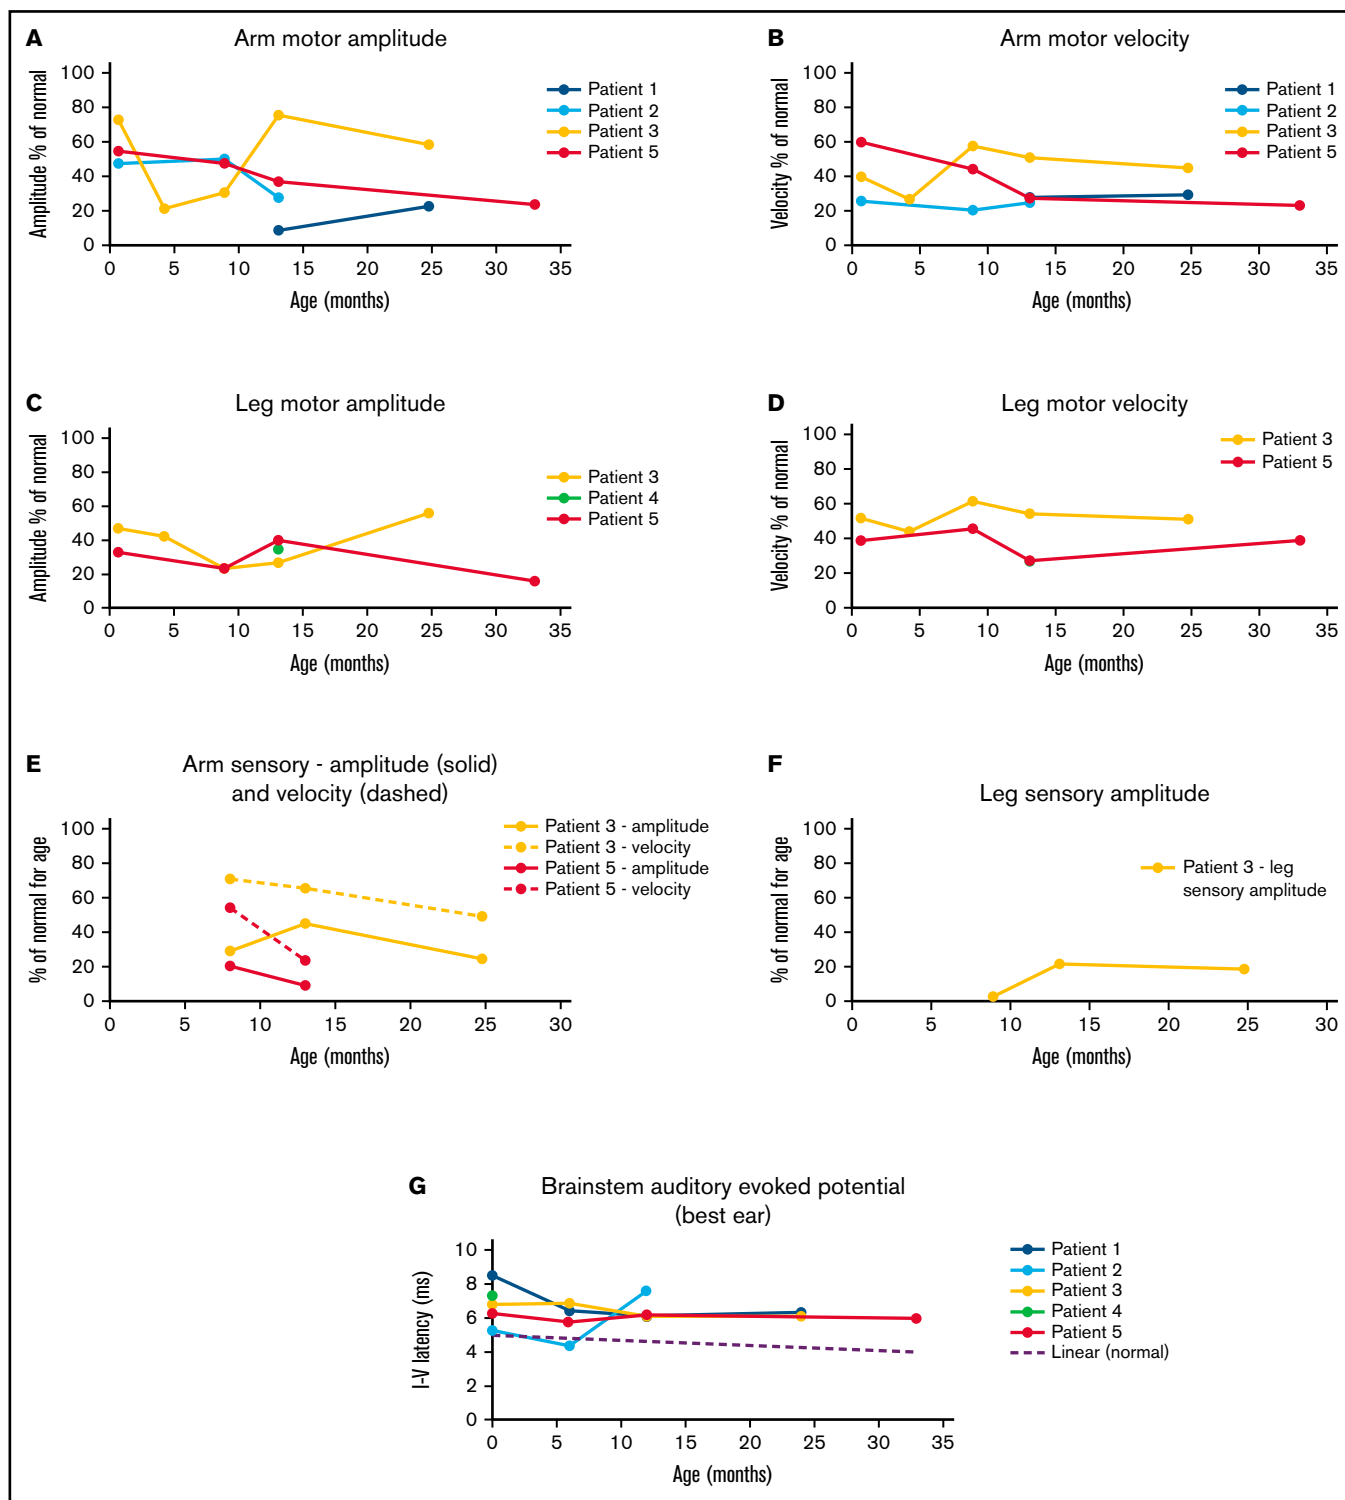 A
Arm motor amplitude
Amplitude % of normal
100
80
60
40
20
0
0 5 10 15 20 25 30 35
Age (months)
Patient 1
Patient 2
Patient 3
Patient 5
B
Arm motor velocity
Velocity % of normal
100
80
60
40
20
0
0 5 10 15 20 25 30 35
Age (months)
Patient 1
Patient 2
Patient 3
Patient 5
C
Leg motor amplitude
Amplitude % of normal
100
80
60
40
20
0
0 5 10 15 20 25 30 35
Age (months)
Patient 3
Patient 4
Patient 5
D
Leg motor velocity
Velocity % of normal
100
80
60
40
20
0
0 5 10 15 20 25 30 35
Age (months)
Patient 3
Patient 5
E
Arm sensory - amplitude (solid)
and velocity (dashed)
% of normal for age
100
80
60
40
20
0
0 5 10 15 20 25 30
Age (months)
Patient 3 - amplitude
Patient 3 - velocity
Patient 5 - amplitude
Patient 5 - velocity
F
Leg sensory amplitude
% of normal for age
100
80
60
40
20
0
0 5 10 15 20 25 30
Age (months)
Patient 3 - leg
sensory amplitude
G
Brainstem auditory evoked potential
(best ear)
I-V latency (ms)
10
8
6
4
2
0
0 5 10 15 20 25 30 35
Age (months)
Patient 1
Patient 2
Patient 3
Patient 4
Patient 5
Linear (normal)